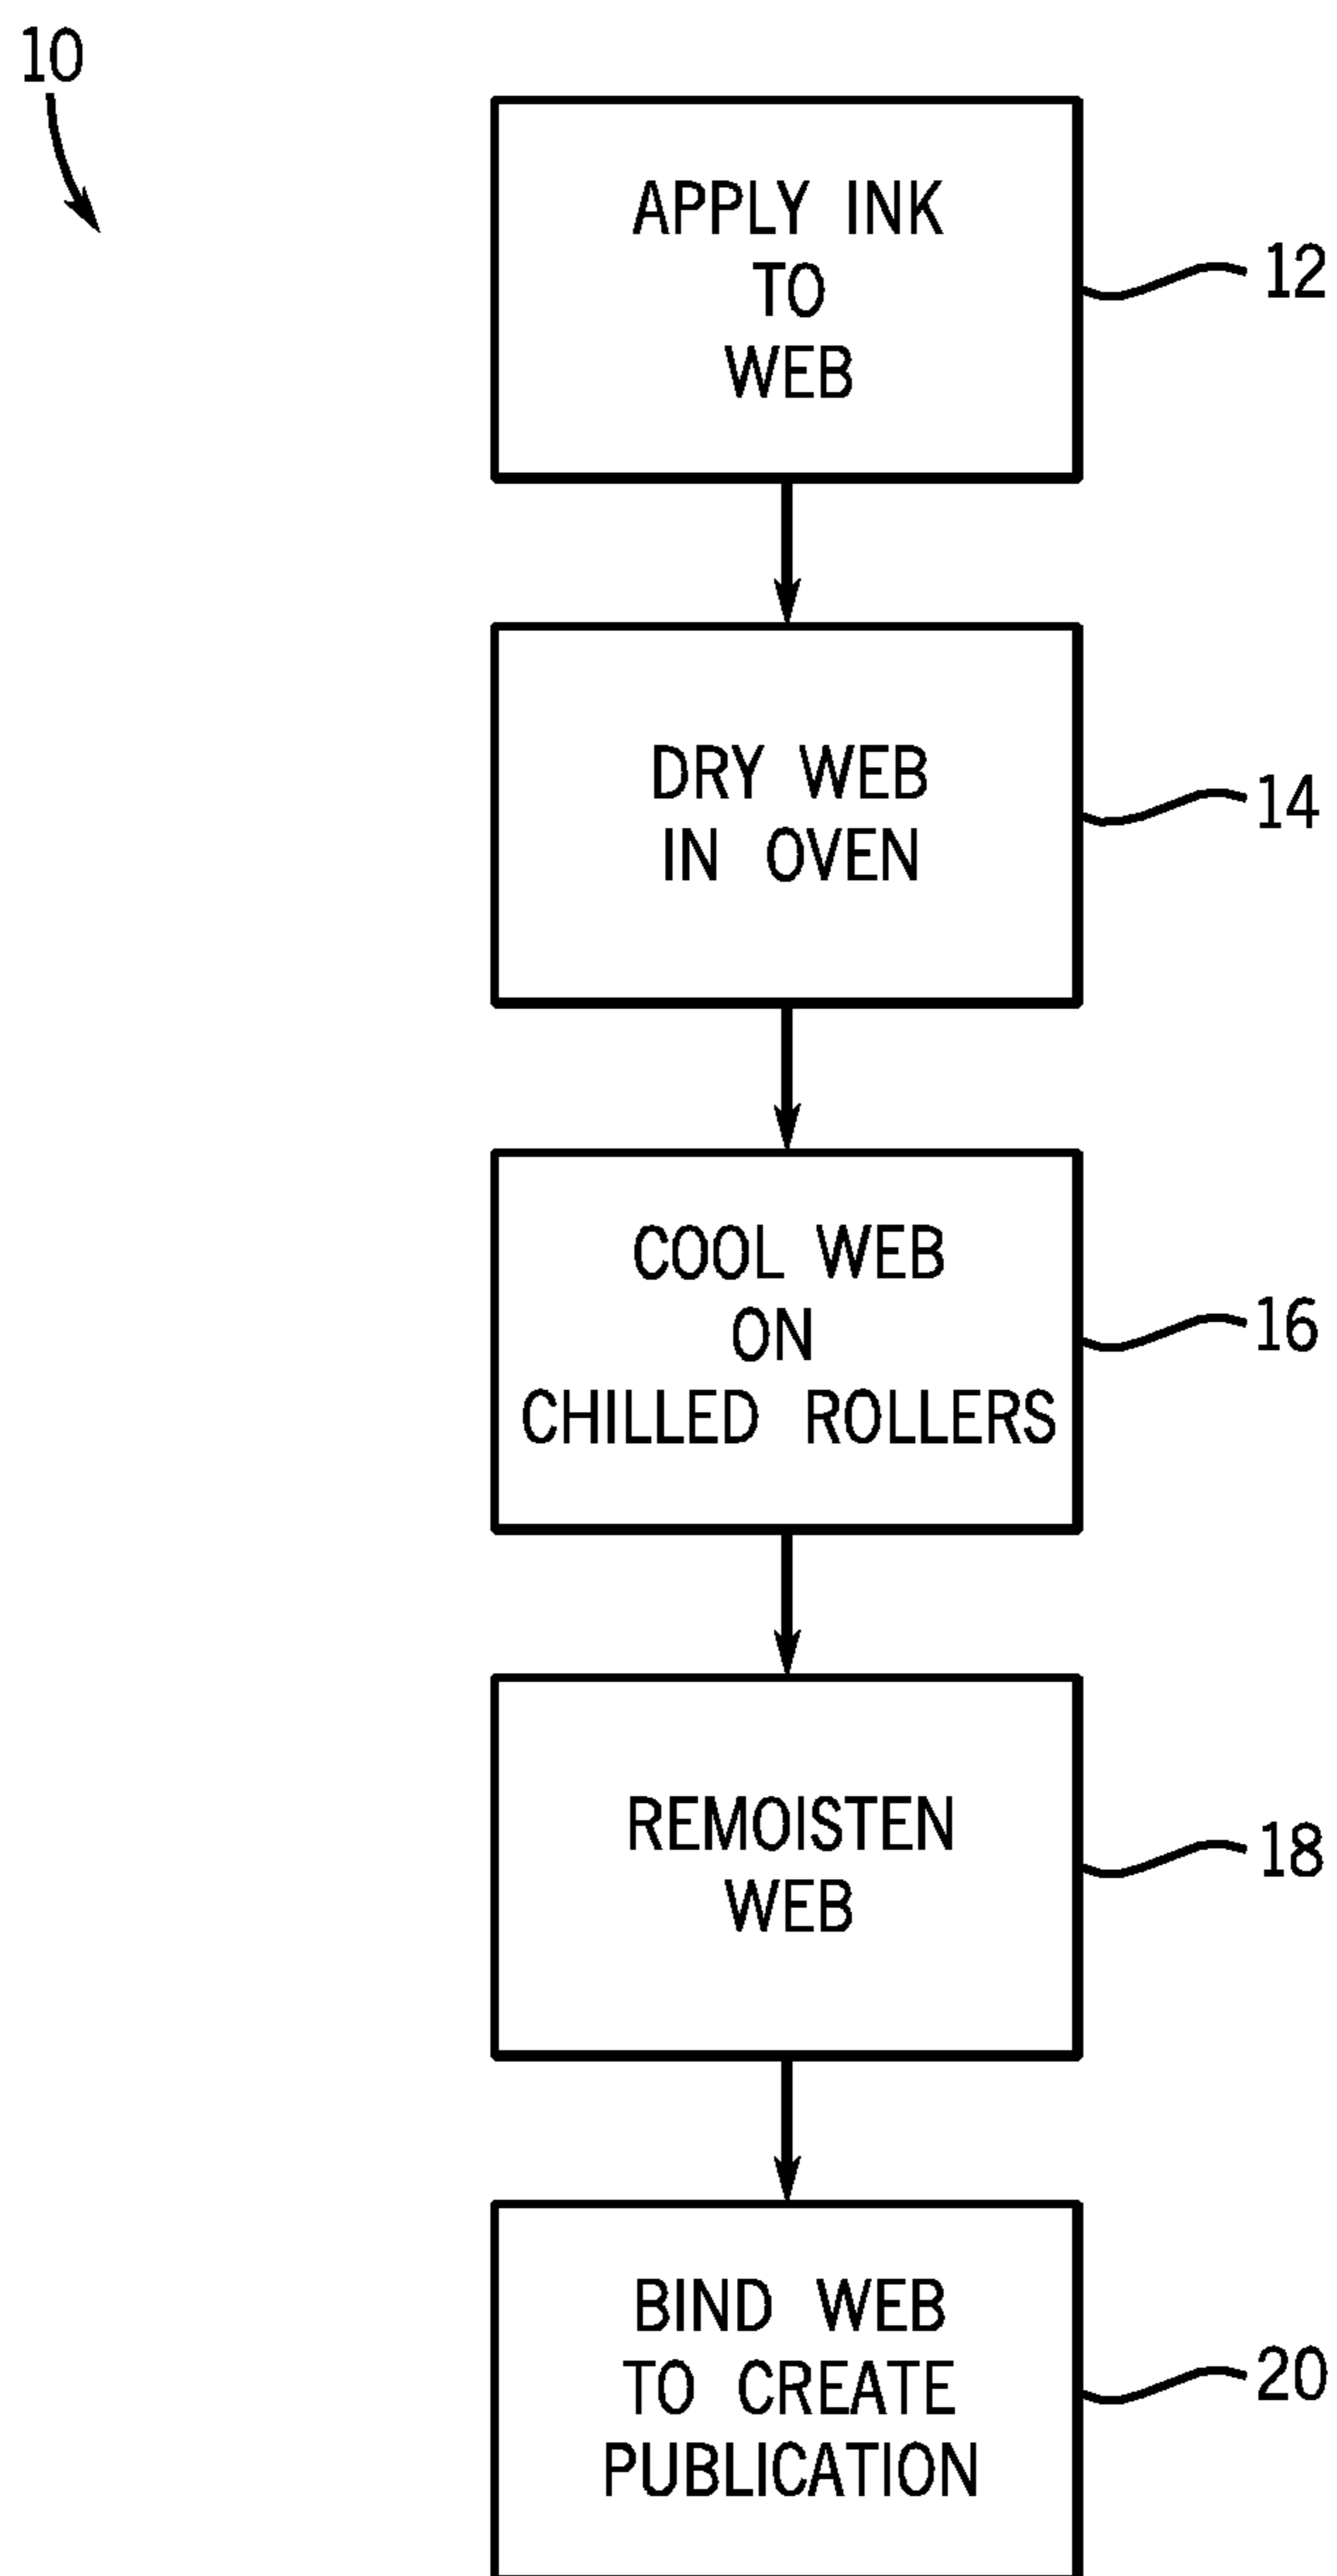 10
APPLY INK
TO
WEB
12
DRY WEB
IN OVEN
14
COOL WEB
ON
CHILLED ROLLERS
16
REMOISTEN
WEB
18
BIND WEB
TO CREATE
PUBLICATION
20